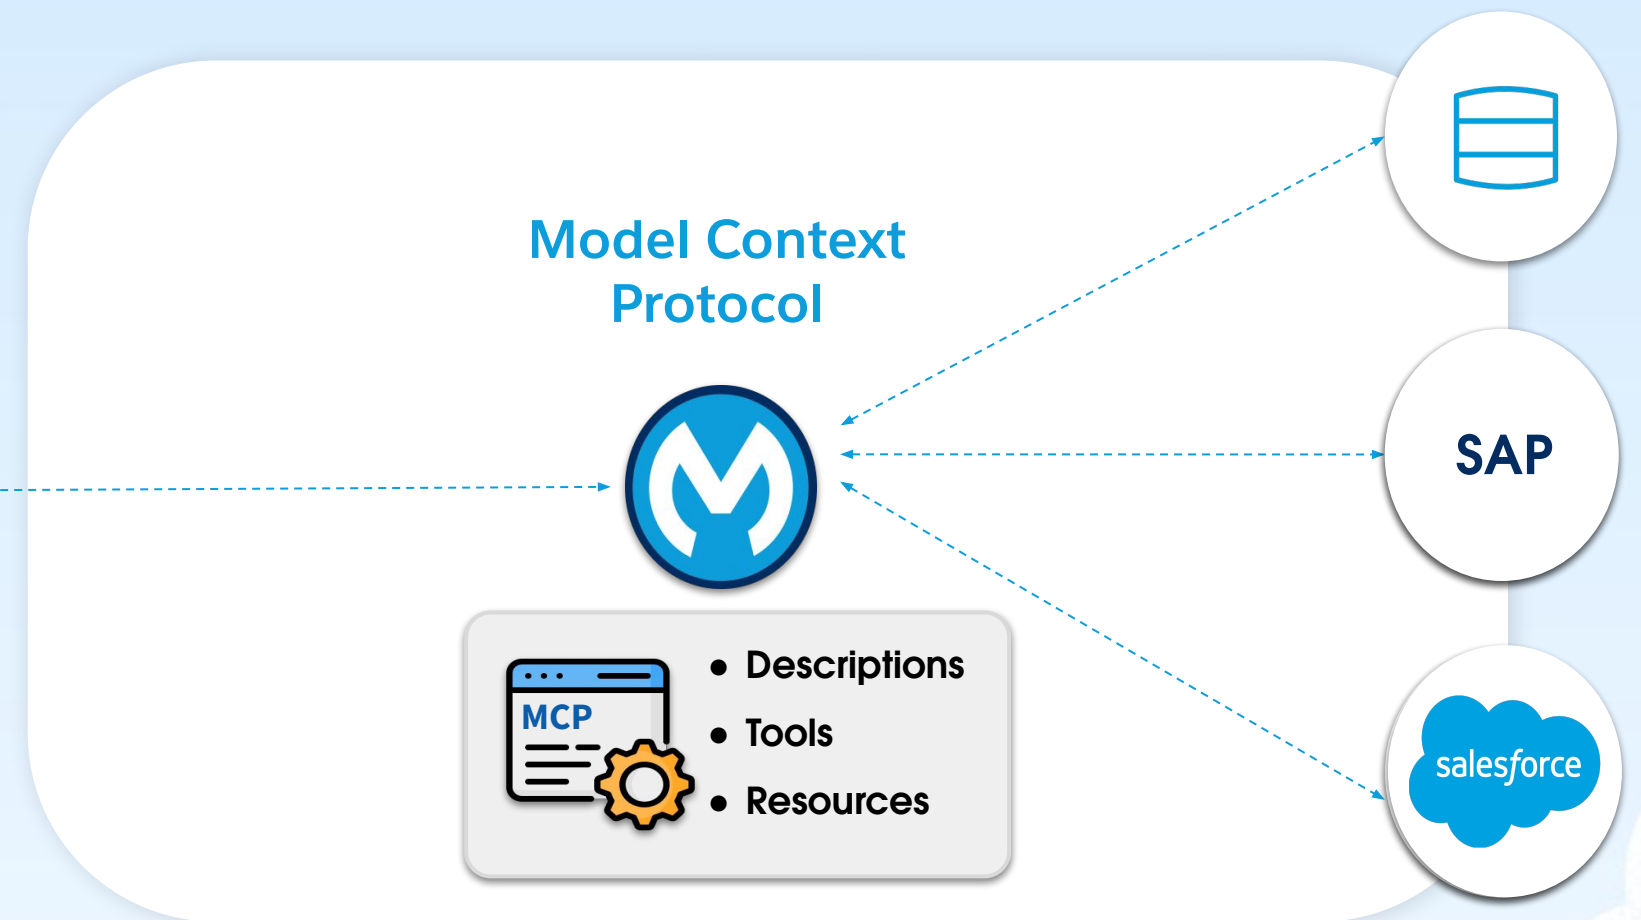 Model Context
Protocol
SAP
MCP
• Descriptions
• Tools
• Resources
salesforce